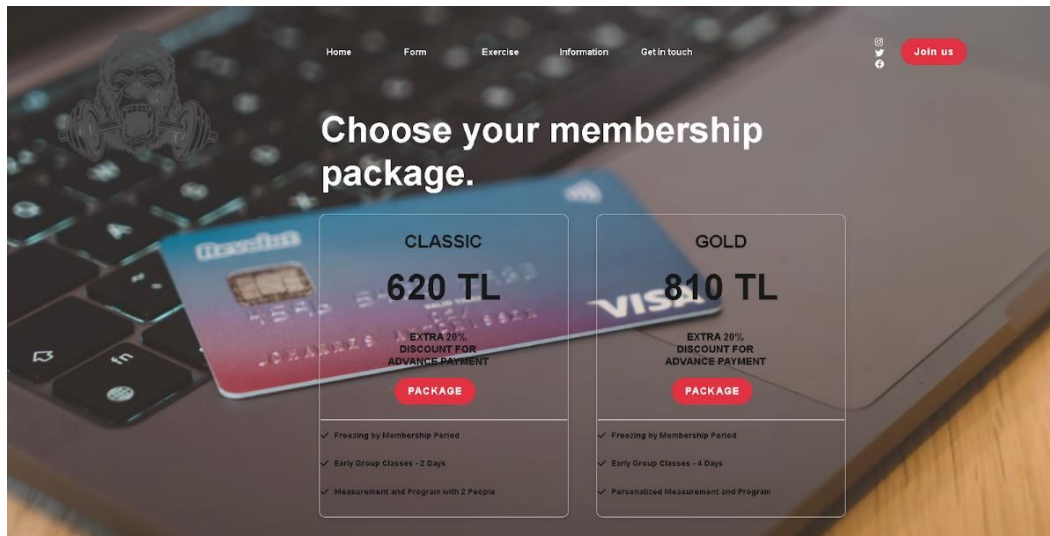 Home Form Exercise Information Get in touch Join us
Choose your membership
package.
Revolut
VISA
CLASSIC
620 TL
EXTRA 20%
DISCOUNT FOR
ADVANCE PAYMENT
PACKAGE
Freezing by Membership Period
Early Group Classes - 2 Days
Measurement and Program with 2 People
GOLD
810 TL
EXTRA 20%
DISCOUNT FOR
ADVANCE PAYMENT
PACKAGE
Freezing by Membership Period
Early Group Classes - 4 Days
Personalized Measurement and Program
fn